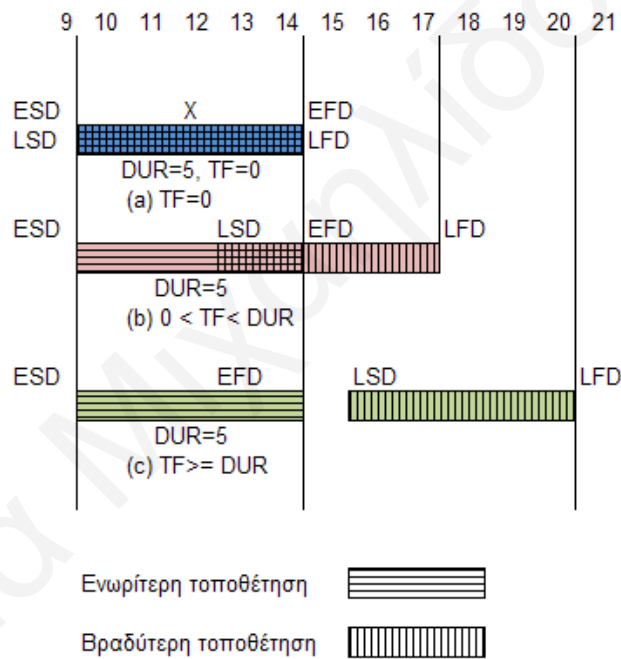 9 10 11 12 13 14 15 16 17 18 19 20 21
ESD X EFD
LSD LFD
DUR=5, TF=0
(a) TF=0
ESD LSD EFD LFD
DUR=5
(b) 0 < TF< DUR
ESD EFD LSD LFD
DUR=5
(c) TF>= DUR
Ενωρίτερη τοποθέτηση
Βραδύτερη τοποθέτηση